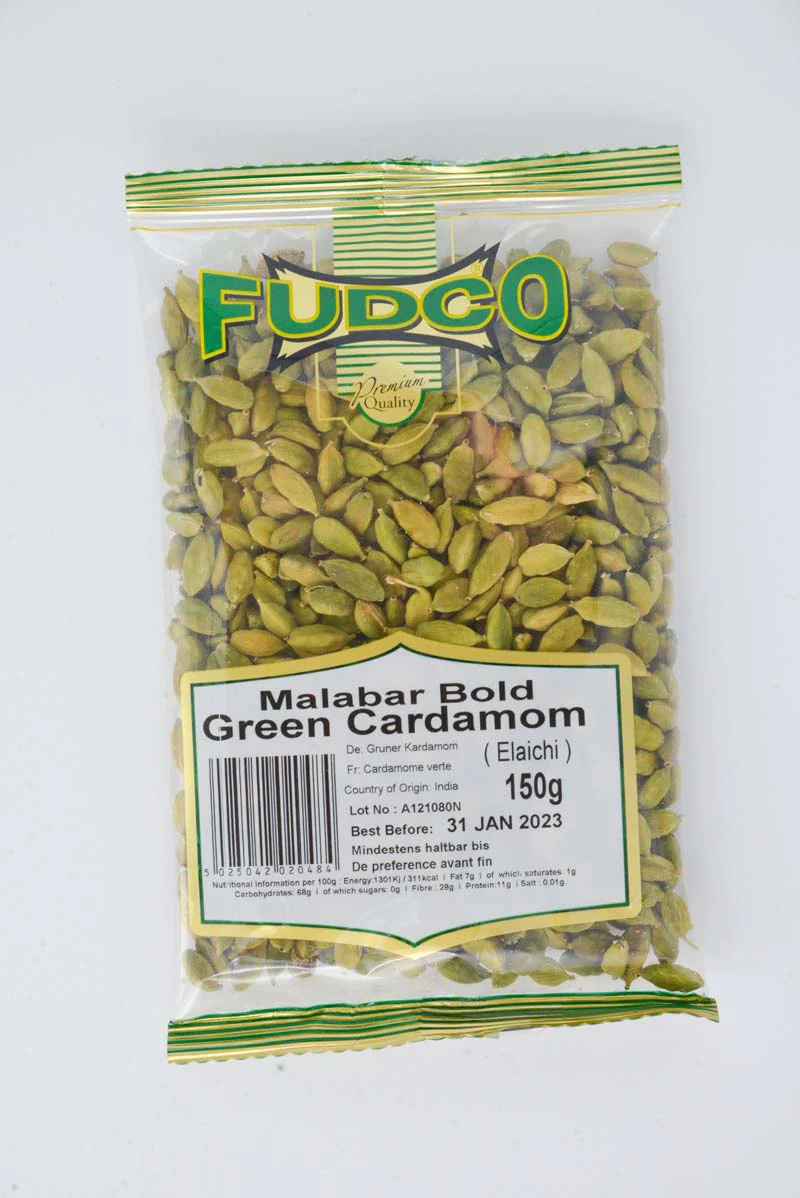 FUDCO®
Premium
Quality
Malabar Bold
Green Cardamom
De: Gruner Kardamom
( Elaichi )
Fr: Cardamome verte
Country of Origin: India
150g
Lot No : A121080N
Best Before: 31 JAN 2023
Mindestens haltbar bis
De preference avant fin
5 025042 020484
Nutritional information per 100g : Energy:1301Kj / 311kcal | Fat 7g | of which saturates 1g
Carbohydrates: 68g | of which sugars: 0g | Fibre : 28g | Protein:11g | Salt : 0.01g.